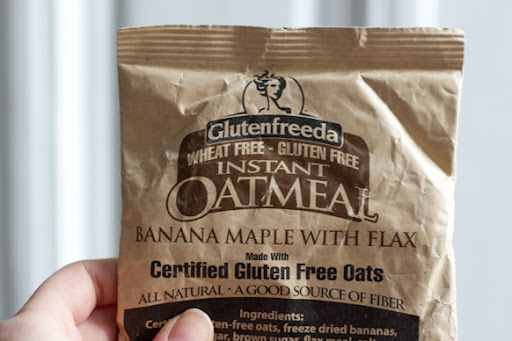 Glutenfreeda
WHEAT FREE - GLUTEN FREE
INSTANT
OATMEAL
BANANA MAPLE WITH FLAX
Made With
Certified Gluten Free Oats
ALL NATURAL · A GOOD SOURCE OF FIBER
Ingredients:
free oats, freeze dried bananas,
brown sugar, flax meal,